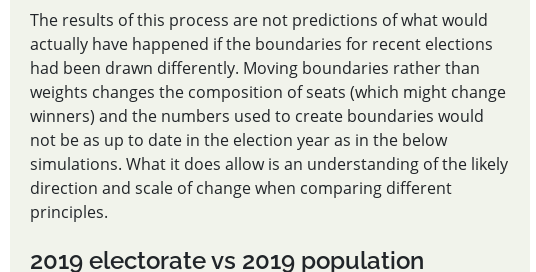 The results of this process are not predictions of what would
actually have happened if the boundaries for recent elections
had been drawn differently. Moving boundaries rather than
weights changes the composition of seats (which might change
winners) and the numbers used to create boundaries would
not be as up to date in the election year as in the below
simulations. What it does allow is an understanding of the likely
direction and scale of change when comparing different
principles.
2019 electorate vs 2019 population